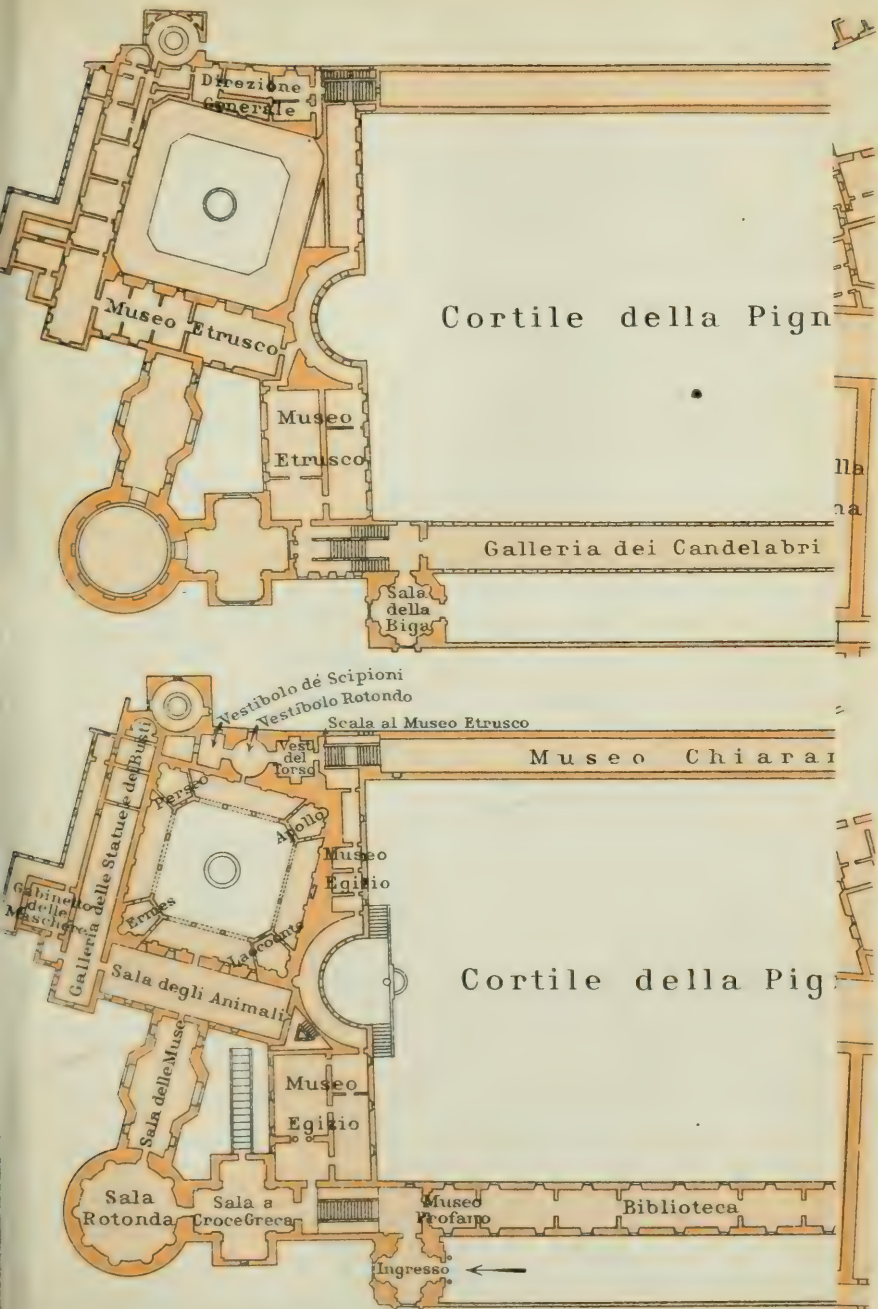 Direzione
Generale
Cortile della Pign
Museo Etrusco
Museo
Etrusco
lla
na
Galleria dei Candelabri
Sala
della
Biga
Vestibolo dé Scipioni
Vestibolo Rotondo
Scala al Museo Etrusco
Vest.
del
Torso
Museo Chiarar
Perseo
Apollo
Galleria delle Statue e dei Busti
Museo
Egizio
Gabinetto
delle
Maschere
Ermes
Laocoonte
Sala degli Animali
Cortile della Pig
Sala delle Muse
Museo
Egizio
Sala
Rotonda
Sala a
Croce Greca
Museo
Profano
Biblioteca
Ingresso